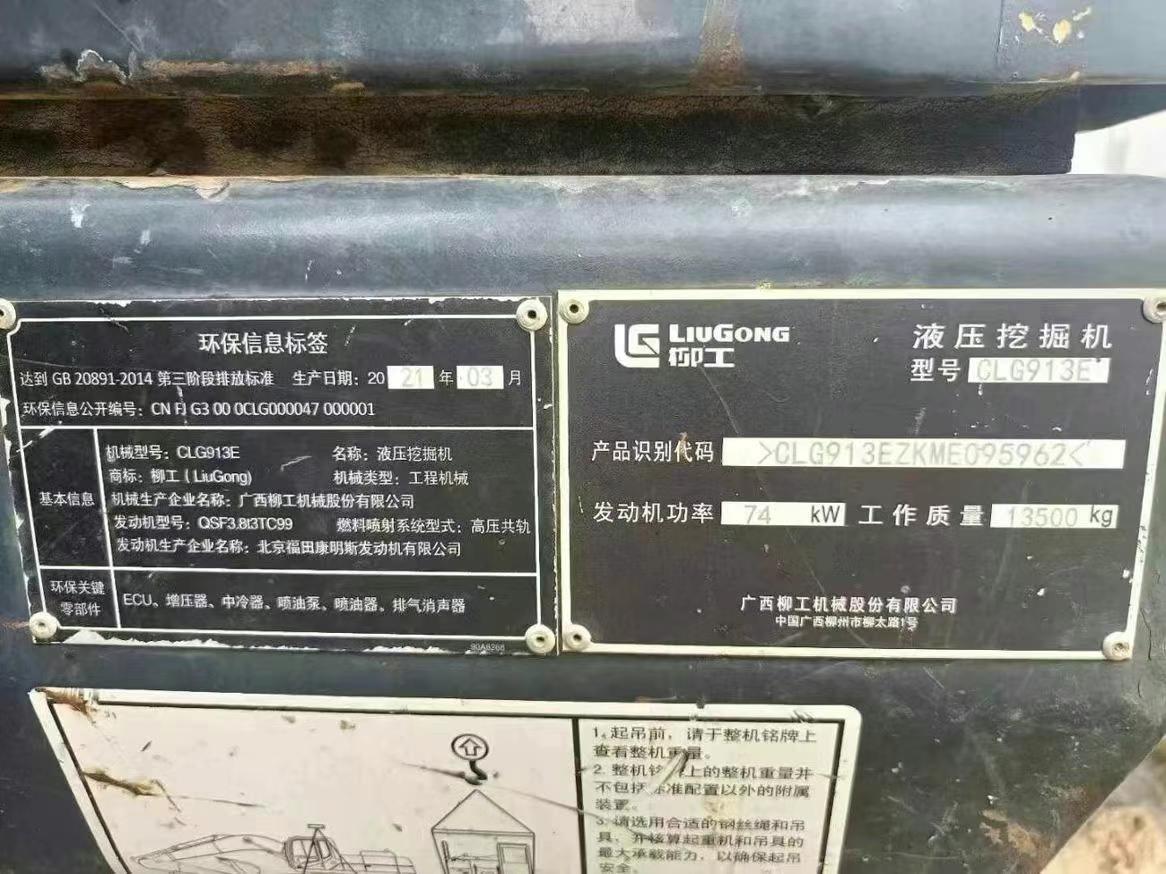 环保信息标签
达到 GB 20891-2014 第三阶段排放标准 生产日期: 20 21 年 03 月
环保信息公开编号: CN FJ G3 00 0CLG000047 000001
基本信息
机械型号: CLG913E 名称: 液压挖掘机
商标: 柳工 (LiuGong) 机械类型: 工程机械
机械生产企业名称: 广西柳工机械股份有限公司
发动机型号: QSF3.8I3TC99 燃料喷射系统型式: 高压共轨
发动机生产企业名称: 北京福田康明斯发动机有限公司
环保关键
零部件
ECU、增压器、中冷器、喷油泵、喷油器、排气消声器
90A8268
LIUGONG
柳工
液压挖掘机
型号 CLG913E
产品识别代码 >CLG913EZKME095962<
发动机功率 74 kW 工作质量 13500 kg
广西柳工机械股份有限公司
中国广西柳州市柳太路1号
1. 起吊前，请于整机铭牌上
查看整机重量。
2. 整机铭牌上的整机重量并
不包括标准配置以外的附属
装置。
3. 请选用合适的钢丝绳和吊
具，并核算起重机和吊具的
最大承载能力，以确保起吊
安全。